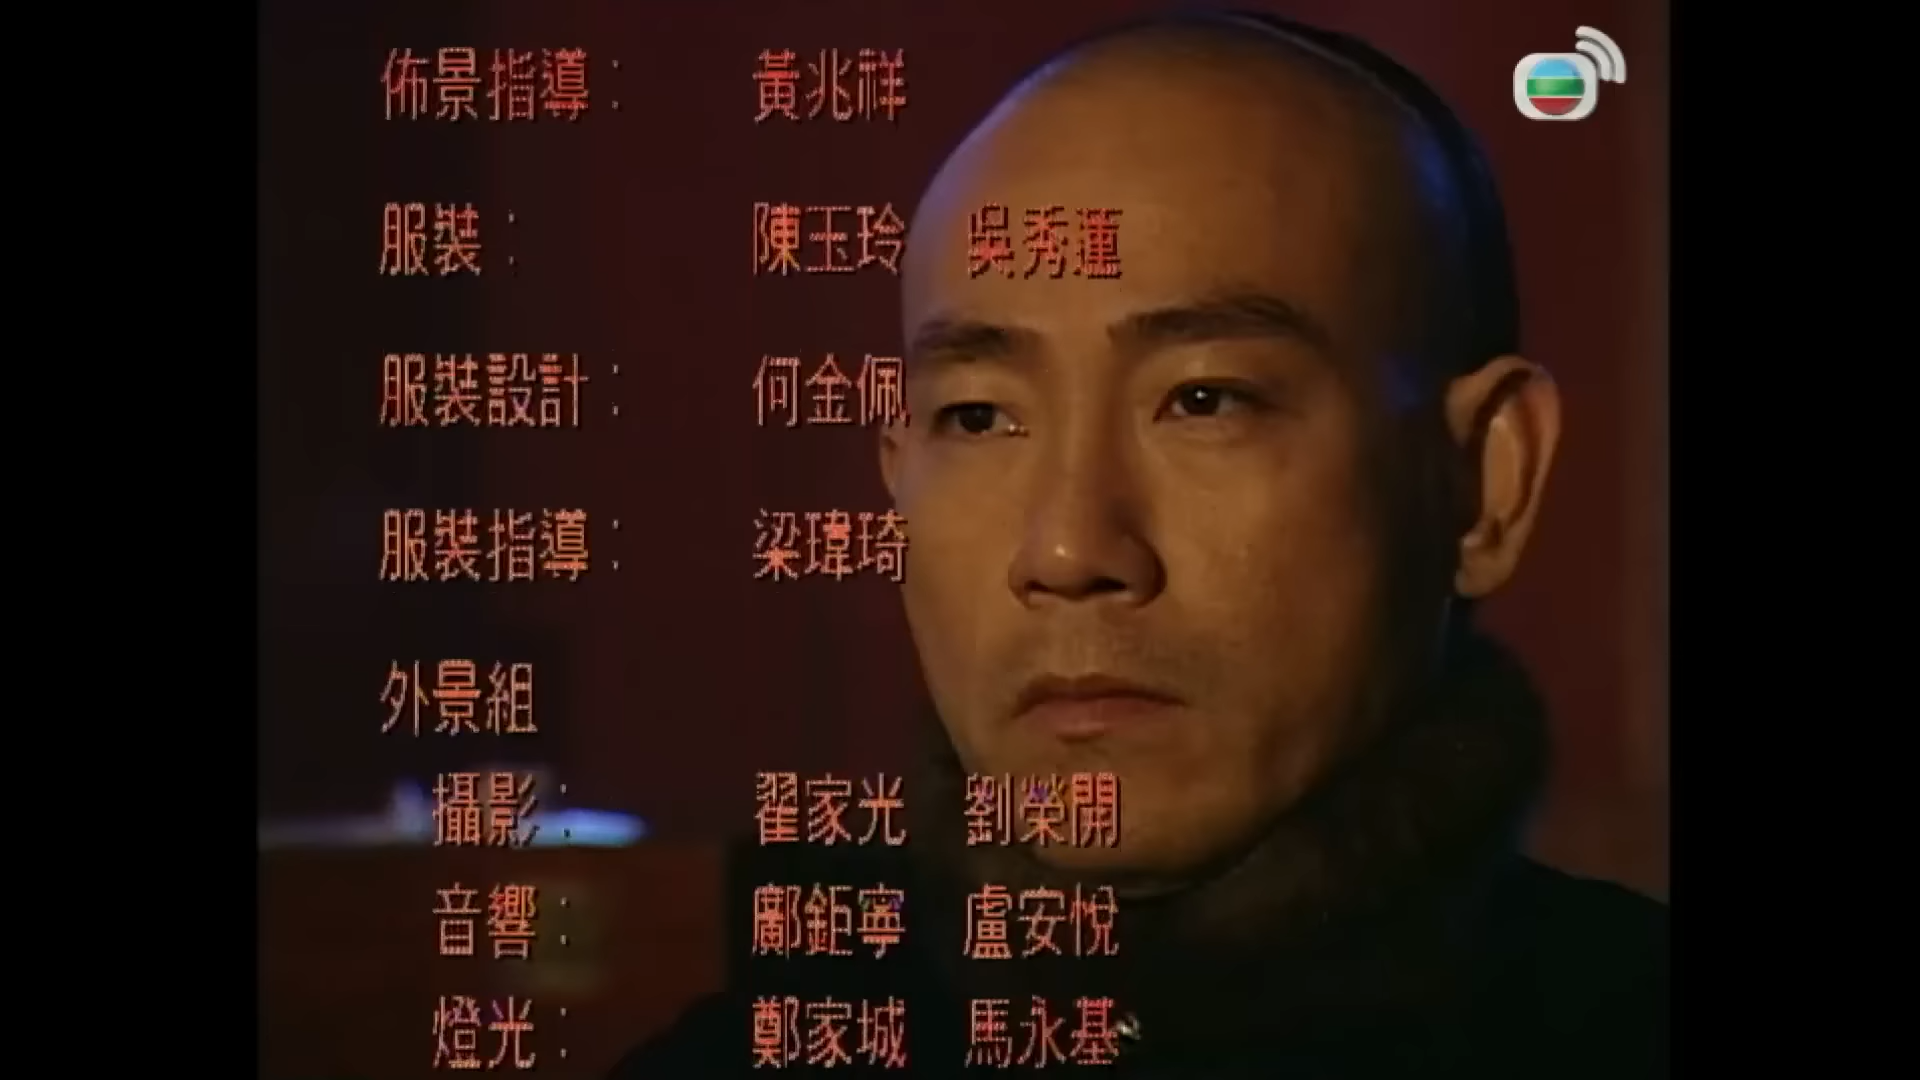 佈景指導： 黃兆祥
服裝： 陳玉玲 吳秀蓮
服裝設計： 何金佩
服裝指導： 梁瑋琦
外景組
攝影： 翟家光 劉榮開
音響： 鄺鉅寧 盧安悅
燈光： 鄭家城 馬永基